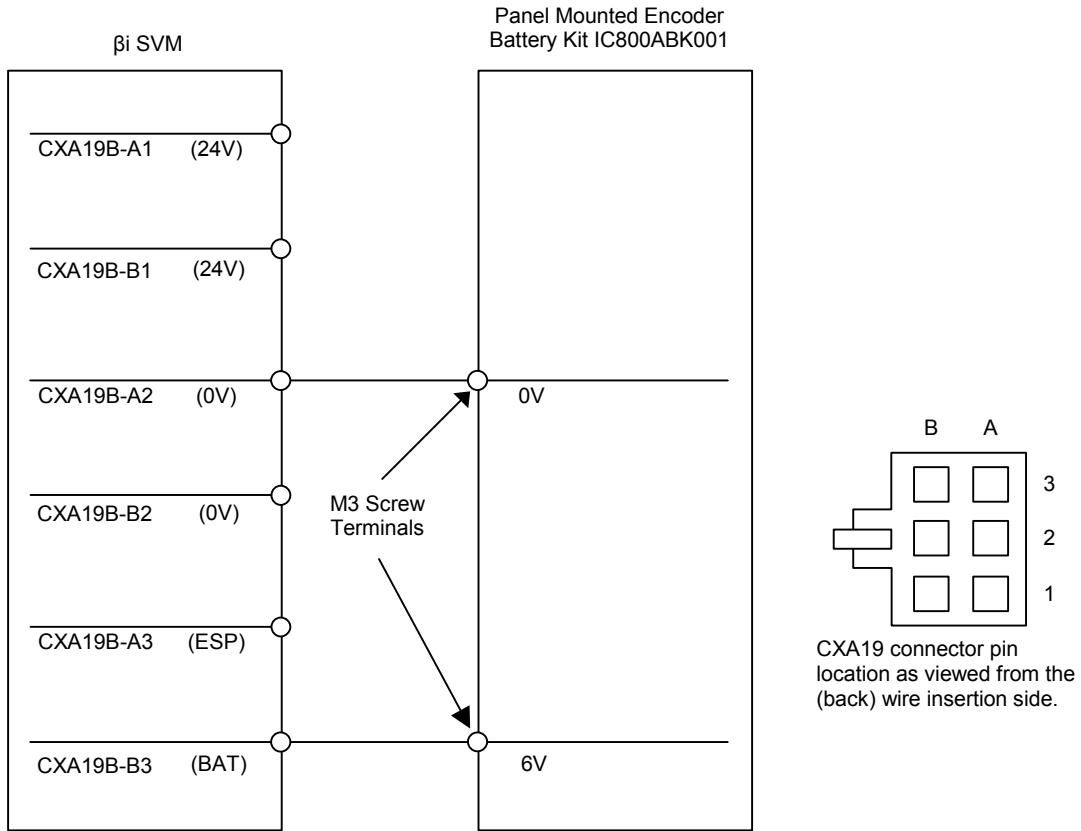 βi SVM
Panel Mounted Encoder
Battery Kit IC800ABK001
CXA19B-A1 (24V)
CXA19B-B1 (24V)
CXA19B-A2 (0V)
0V
CXA19B-B2 (0V)
M3 Screw
Terminals
CXA19B-A3 (ESP)
CXA19B-B3 (BAT)
6V
B A
3
2
1
CXA19 connector pin
location as viewed from the
(back) wire insertion side.